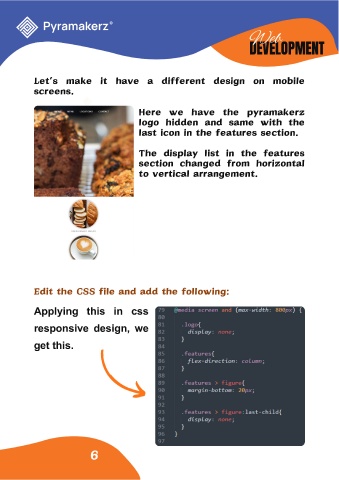 Pyramakerz®
Web
DEVELOPMENT
Let's make it have a different design on mobile
screens.
Here we have the pyramakerz
logo hidden and same with the
last icon in the features section.
The display list in the features
section changed from horizontal
to vertical arrangement.
Edit the CSS file and add the following:
Applying this in css
responsive design, we
get this.
79 @media screen and (max-width: 800px) {
80
81 .logo{
82 display: none;
83 }
84
85 .features{
86 flex-direction: column;
87 }
88
89 .features > figure{
90 margin-bottom: 20px;
91 }
92
93 .features > figure:last-child{
94 display: none;
95 }
96 }
97
6